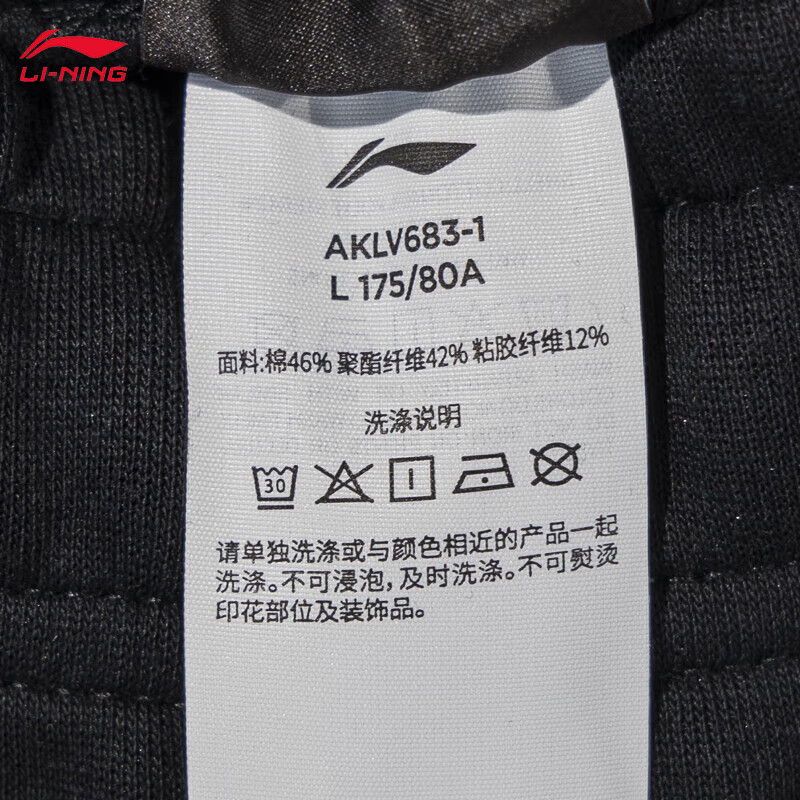 LI-NING
AKLV683-1
L 175/80A
面料:棉46% 聚酯纤维42% 粘胶纤维12%
洗涤说明
30
请单独洗涤或与颜色相近的产品一起
洗涤。不可浸泡,及时洗涤。不可熨烫
印花部位及装饰品。